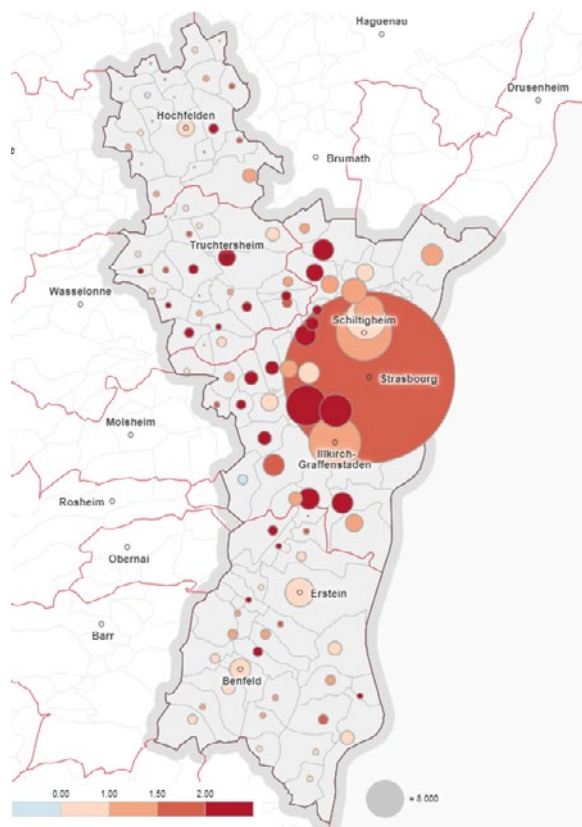 Haguenau
Drusenheim
Hochfelden
Brumath
Truchtersheim
Wasselonne
Schiltigheim
Strasbourg
Molsheim
Illkirch-
Graffenstaden
Rosheim
Obernai
Erstein
Barr
Benfeld
0.00 1.00 1.50 2.00
= 8 000